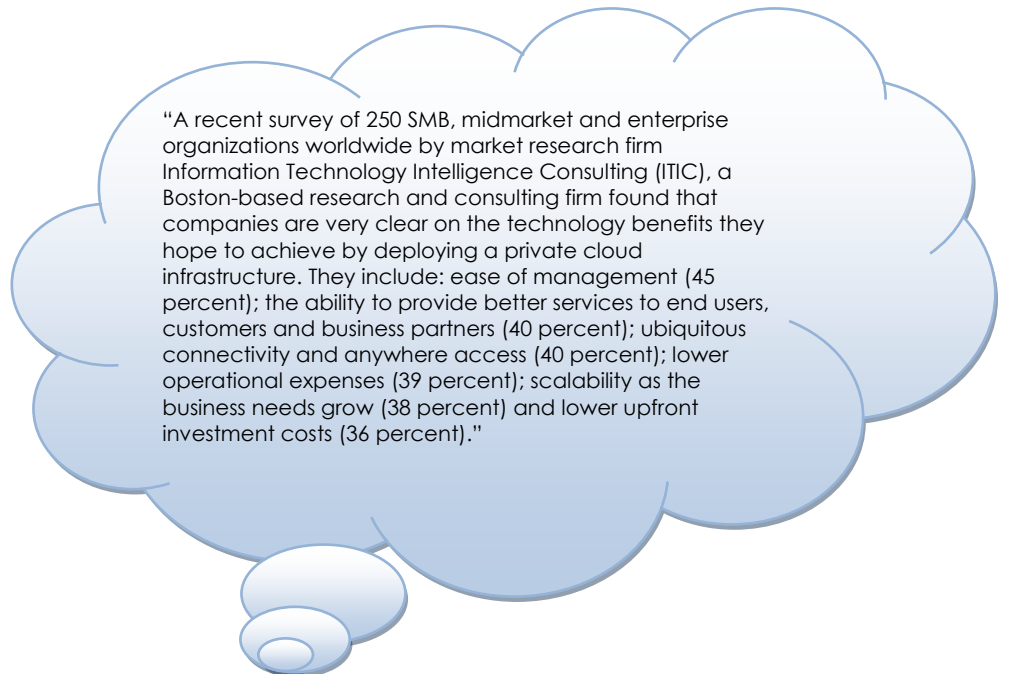 “A recent survey of 250 SMB, midmarket and enterprise
organizations worldwide by market research firm
Information Technology Intelligence Consulting (ITIC), a
Boston-based research and consulting firm found that
companies are very clear on the technology benefits they
hope to achieve by deploying a private cloud
infrastructure. They include: ease of management (45
percent); the ability to provide better services to end users,
customers and business partners (40 percent); ubiquitous
connectivity and anywhere access (40 percent); lower
operational expenses (39 percent); scalability as the
business needs grow (38 percent) and lower upfront
investment costs (36 percent).”